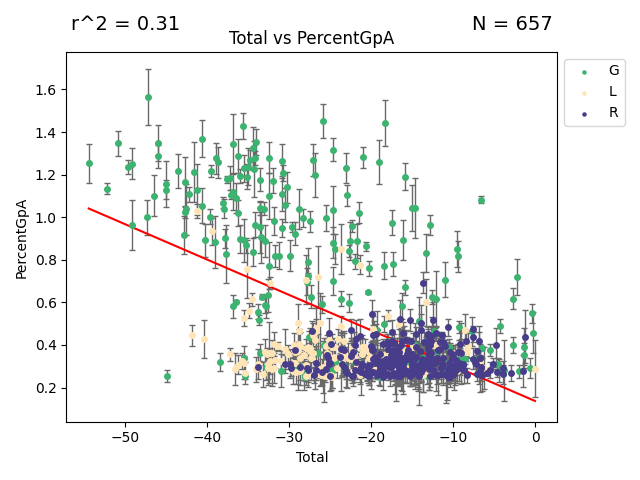 r^2 = 0.31
N = 657
Total vs PercentGpA
G
L
R
PercentGpA
1.6
1.4
1.2
1.0
0.8
0.6
0.4
0.2
−50
−40
−30
−20
−10
0
Total